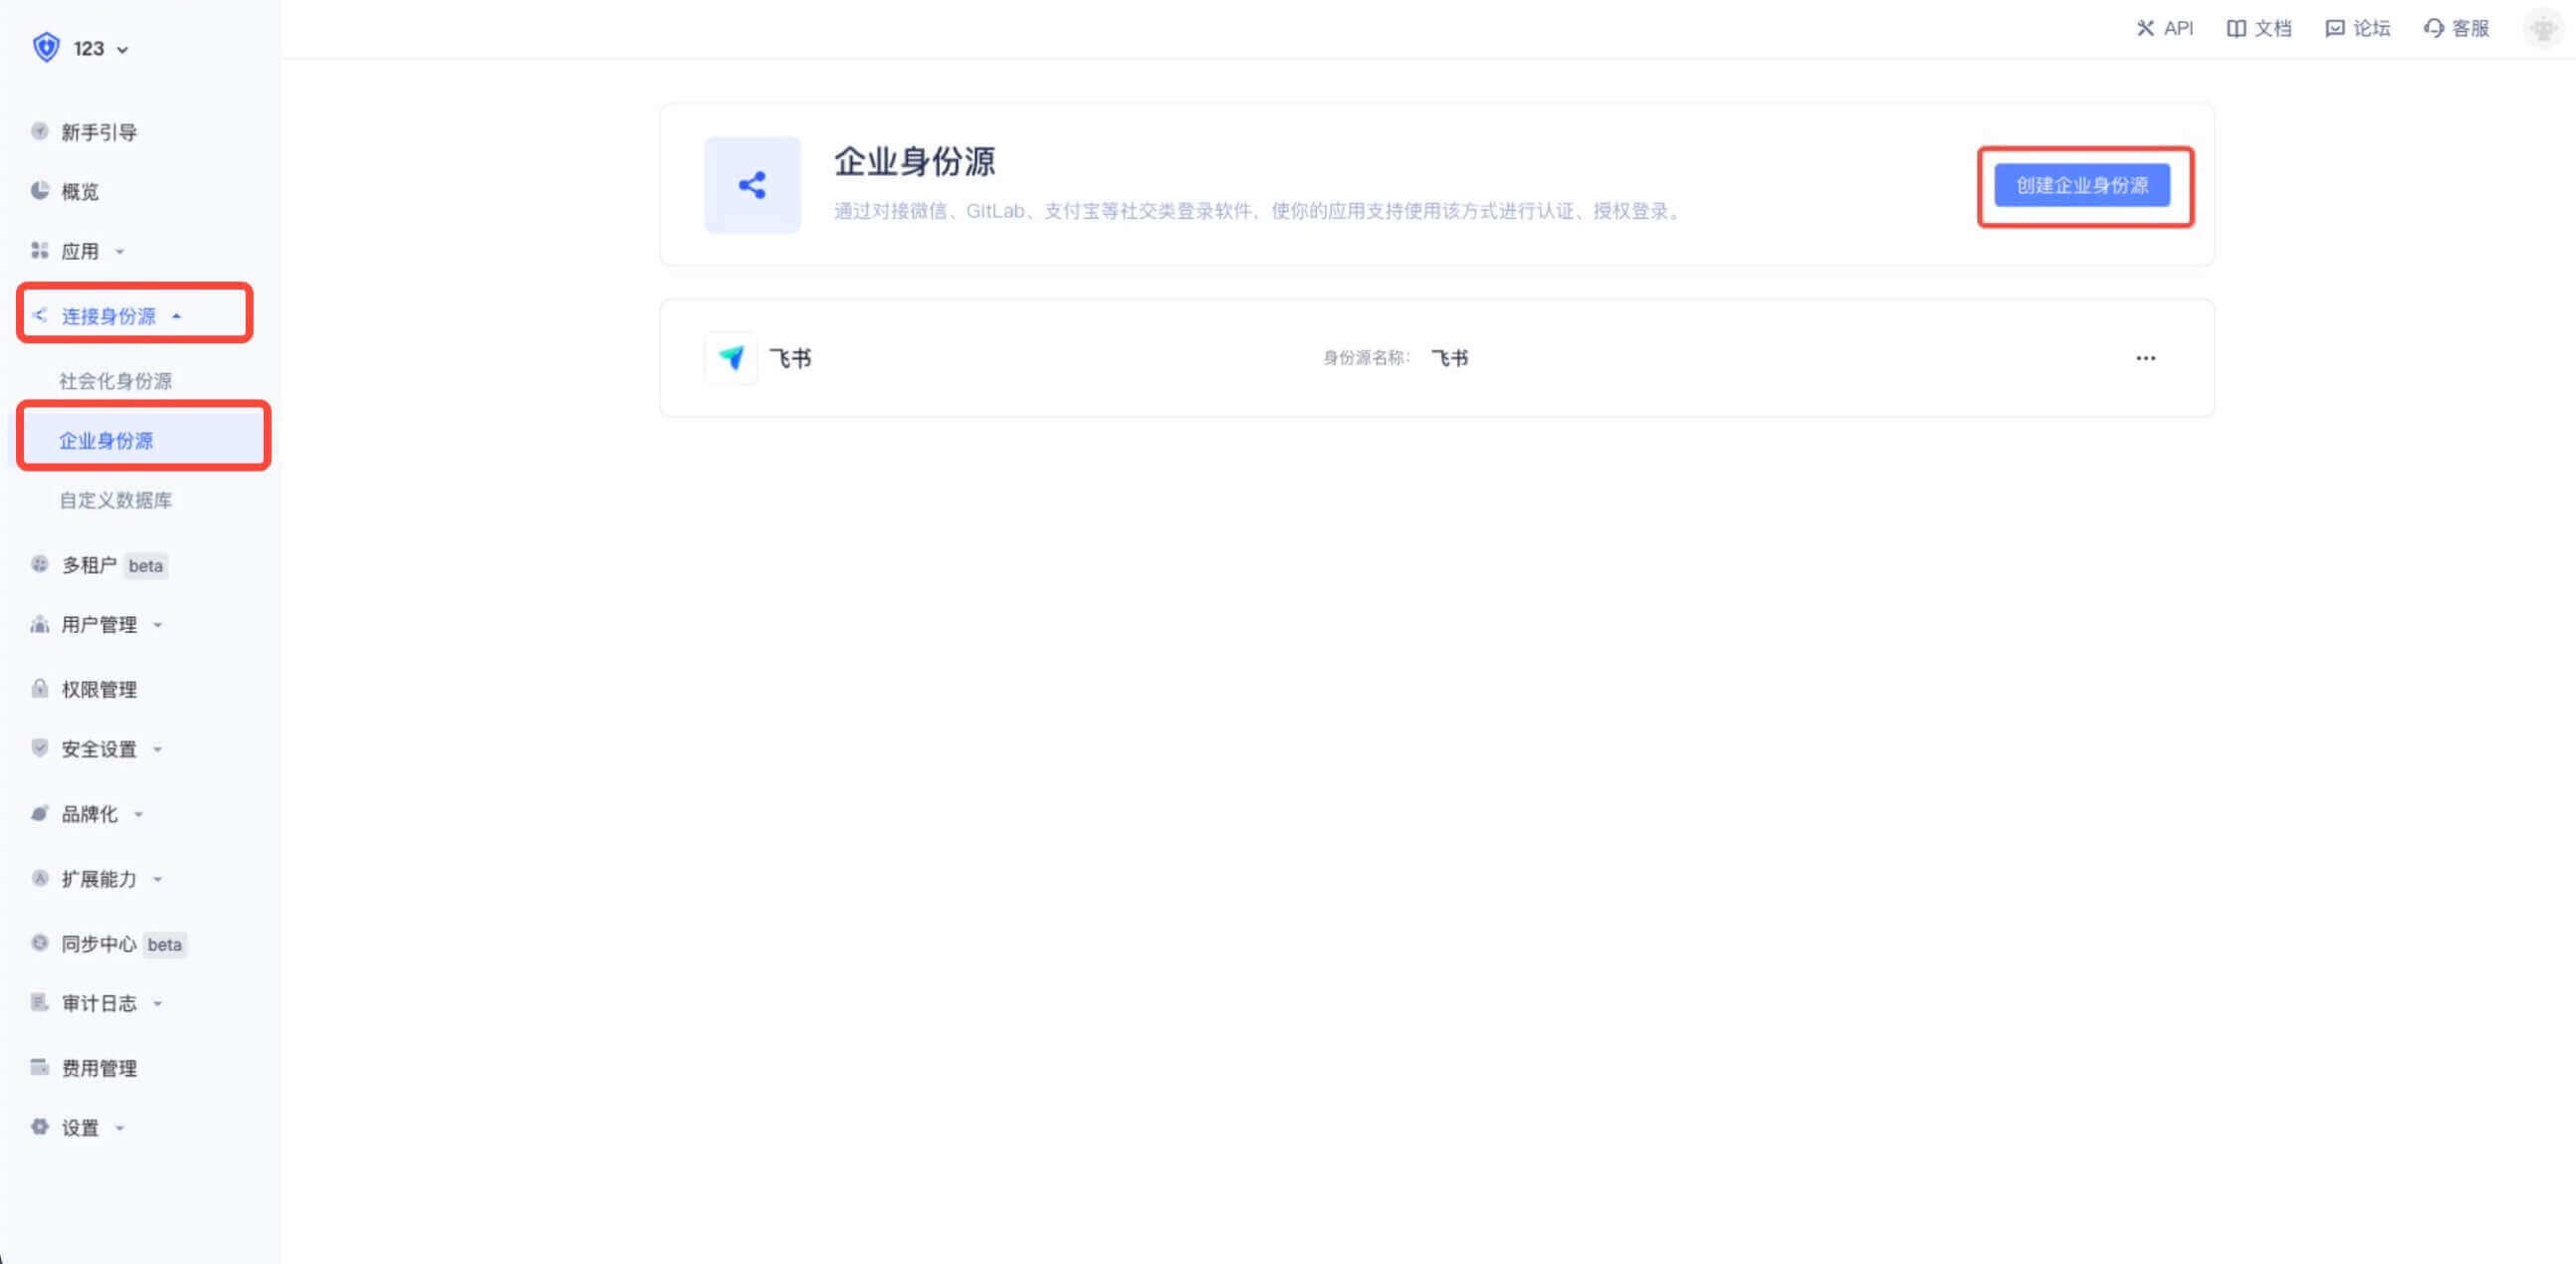 123
API
文档
论坛
客服
新手引导
概览
应用
连接身份源
社会化身份源
企业身份源
自定义数据库
多租户 beta
用户管理
权限管理
安全设置
品牌化
扩展能力
同步中心 beta
审计日志
费用管理
设置
企业身份源
通过对接微信、GitLab、支付宝等社交类登录软件，使你的应用支持使用该方式进行认证、授权登录。
创建企业身份源
飞书
身份源名称： 飞书